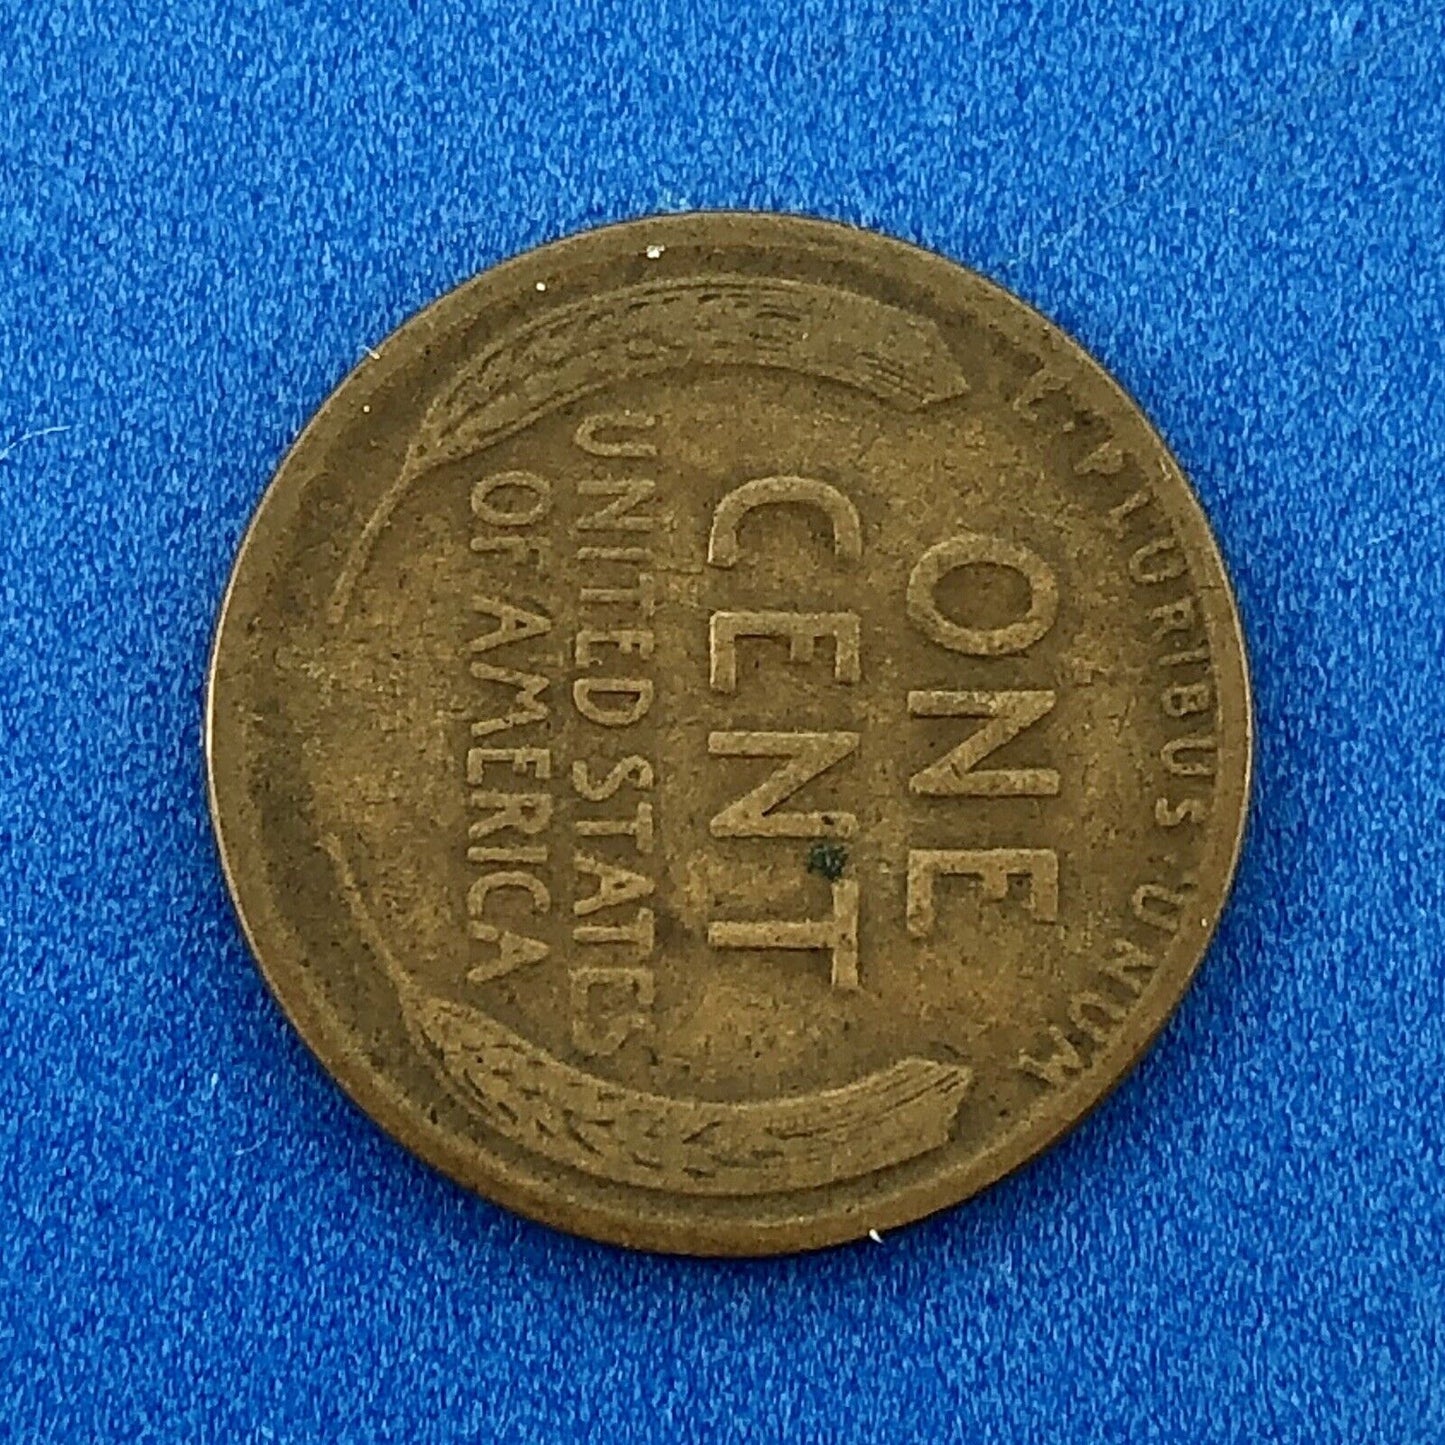 E·PLURIBUS·UNUM
ONE
CENT
UNITED STATES
OF AMERICA